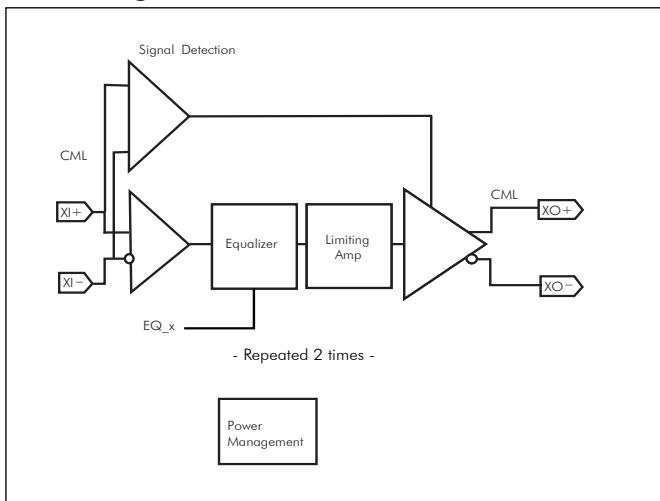 Signal Detection
CML
XI+
XI−
Equalizer
Limiting
Amp
CML
XO+
XO−
EQ_x
- Repeated 2 times -
Power
Management